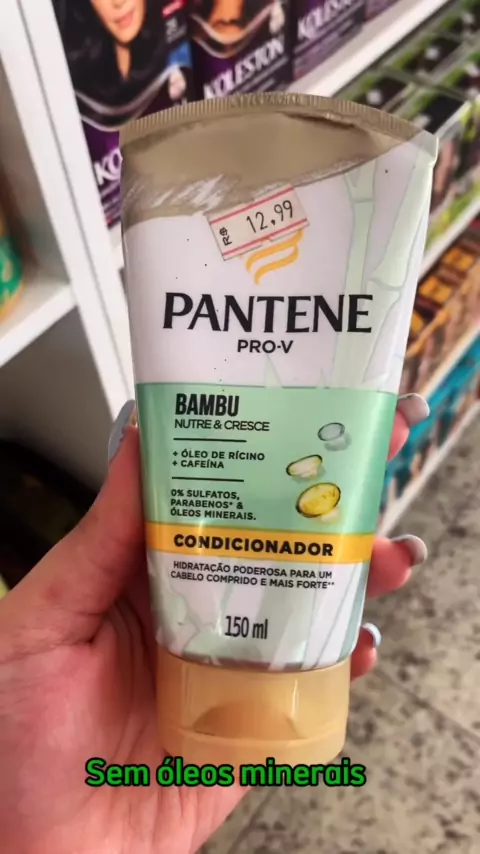 KOLESTON
R$ 12,99
PANTENE
PRO-V
BAMBU
NUTRE & CRESCE
+ ÓLEO DE RÍCINO
+ CAFEÍNA
0% SULFATOS,
PARABENOS* &
ÓLEOS MINERAIS.
CONDICIONADOR
HIDRATAÇÃO PODEROSA PARA UM
CABELO COMPRIDO E MAIS FORTE**
150 ml
Sem óleos minerais